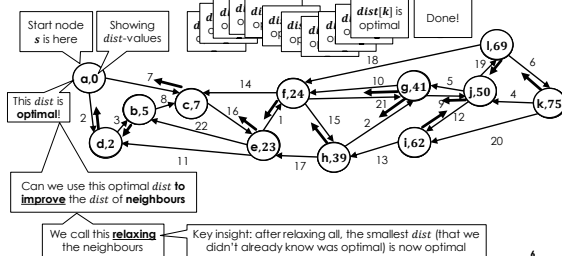 Start node
s is here
Showing
dist-values
dist[k] is
optimal
Done!
a,0
b,5
c,7
d,2
e,23
f,24
g,41
h,39
i,62
j,50
k,75
l,69
7
14
18
10
21
5
19
6
4
9
12
20
13
2
15
1
16
22
8
3
2
11
17
This dist is
optimal!
Can we use this optimal dist to
improve the dist of neighbours
We call this relaxing
the neighbours
Key insight: after relaxing all, the smallest dist (that we
didn't already know was optimal) is now optimal